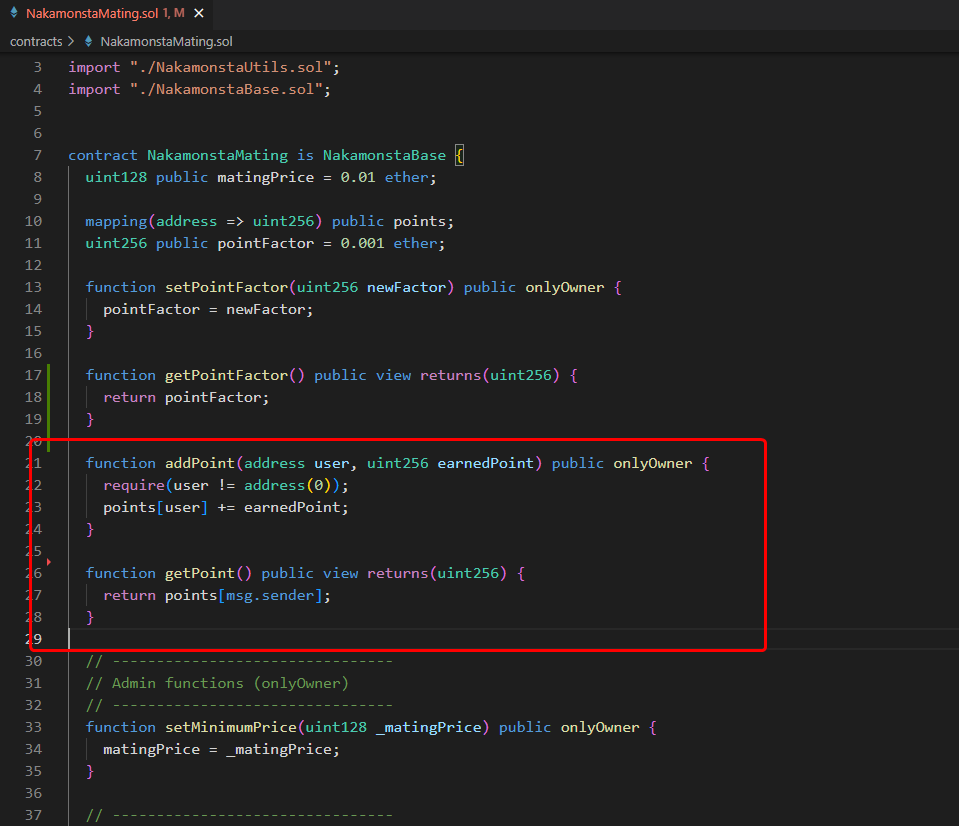 NakamonstaMating.sol 1, M ×
contracts > NakamonstaMating.sol
3 import "./NakamonstaUtils.sol";
4 import "./NakamonstaBase.sol";
5
6
7 contract NakamonstaMating is NakamonstaBase {
8 uint128 public matingPrice = 0.01 ether;
9
10 mapping(address => uint256) public points;
11 uint256 public pointFactor = 0.001 ether;
12
13 function setPointFactor(uint256 newFactor) public onlyOwner {
14 pointFactor = newFactor;
15 }
16
17 function getPointFactor() public view returns(uint256) {
18 return pointFactor;
19 }
20
21 function addPoint(address user, uint256 earnedPoint) public onlyOwner {
22 require(user != address(0));
23 points[user] += earnedPoint;
24 }
25
26 function getPoint() public view returns(uint256) {
27 return points[msg.sender];
28 }
29
30 // --------------------------------
31 // Admin functions (onlyOwner)
32 // --------------------------------
33 function setMinimumPrice(uint128 _matingPrice) public onlyOwner {
34 matingPrice = _matingPrice;
35 }
36
37 // --------------------------------